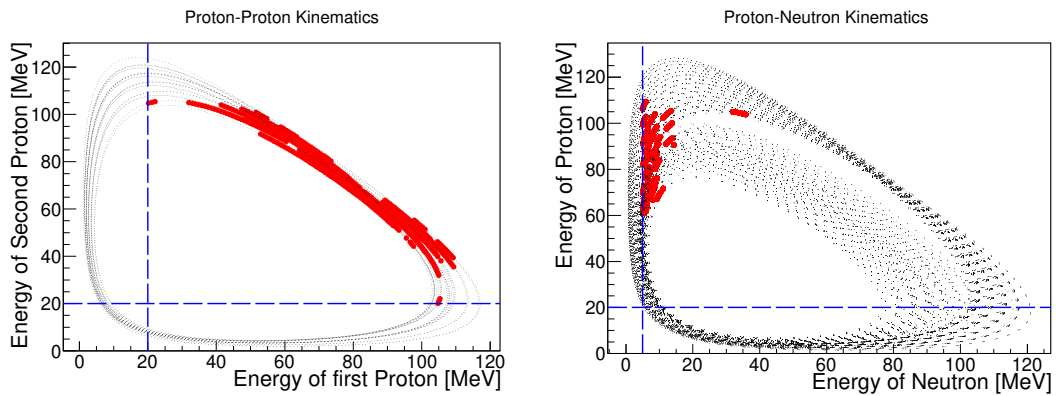 Proton-Proton Kinematics
Energy of Second Proton [MeV]
120
100
80
60
40
20
0
0 20 40 60 80 100 120
Energy of first Proton [MeV]
Proton-Neutron Kinematics
Energy of Proton [MeV]
120
100
80
60
40
20
0
0 20 40 60 80 100 120
Energy of Neutron [MeV]